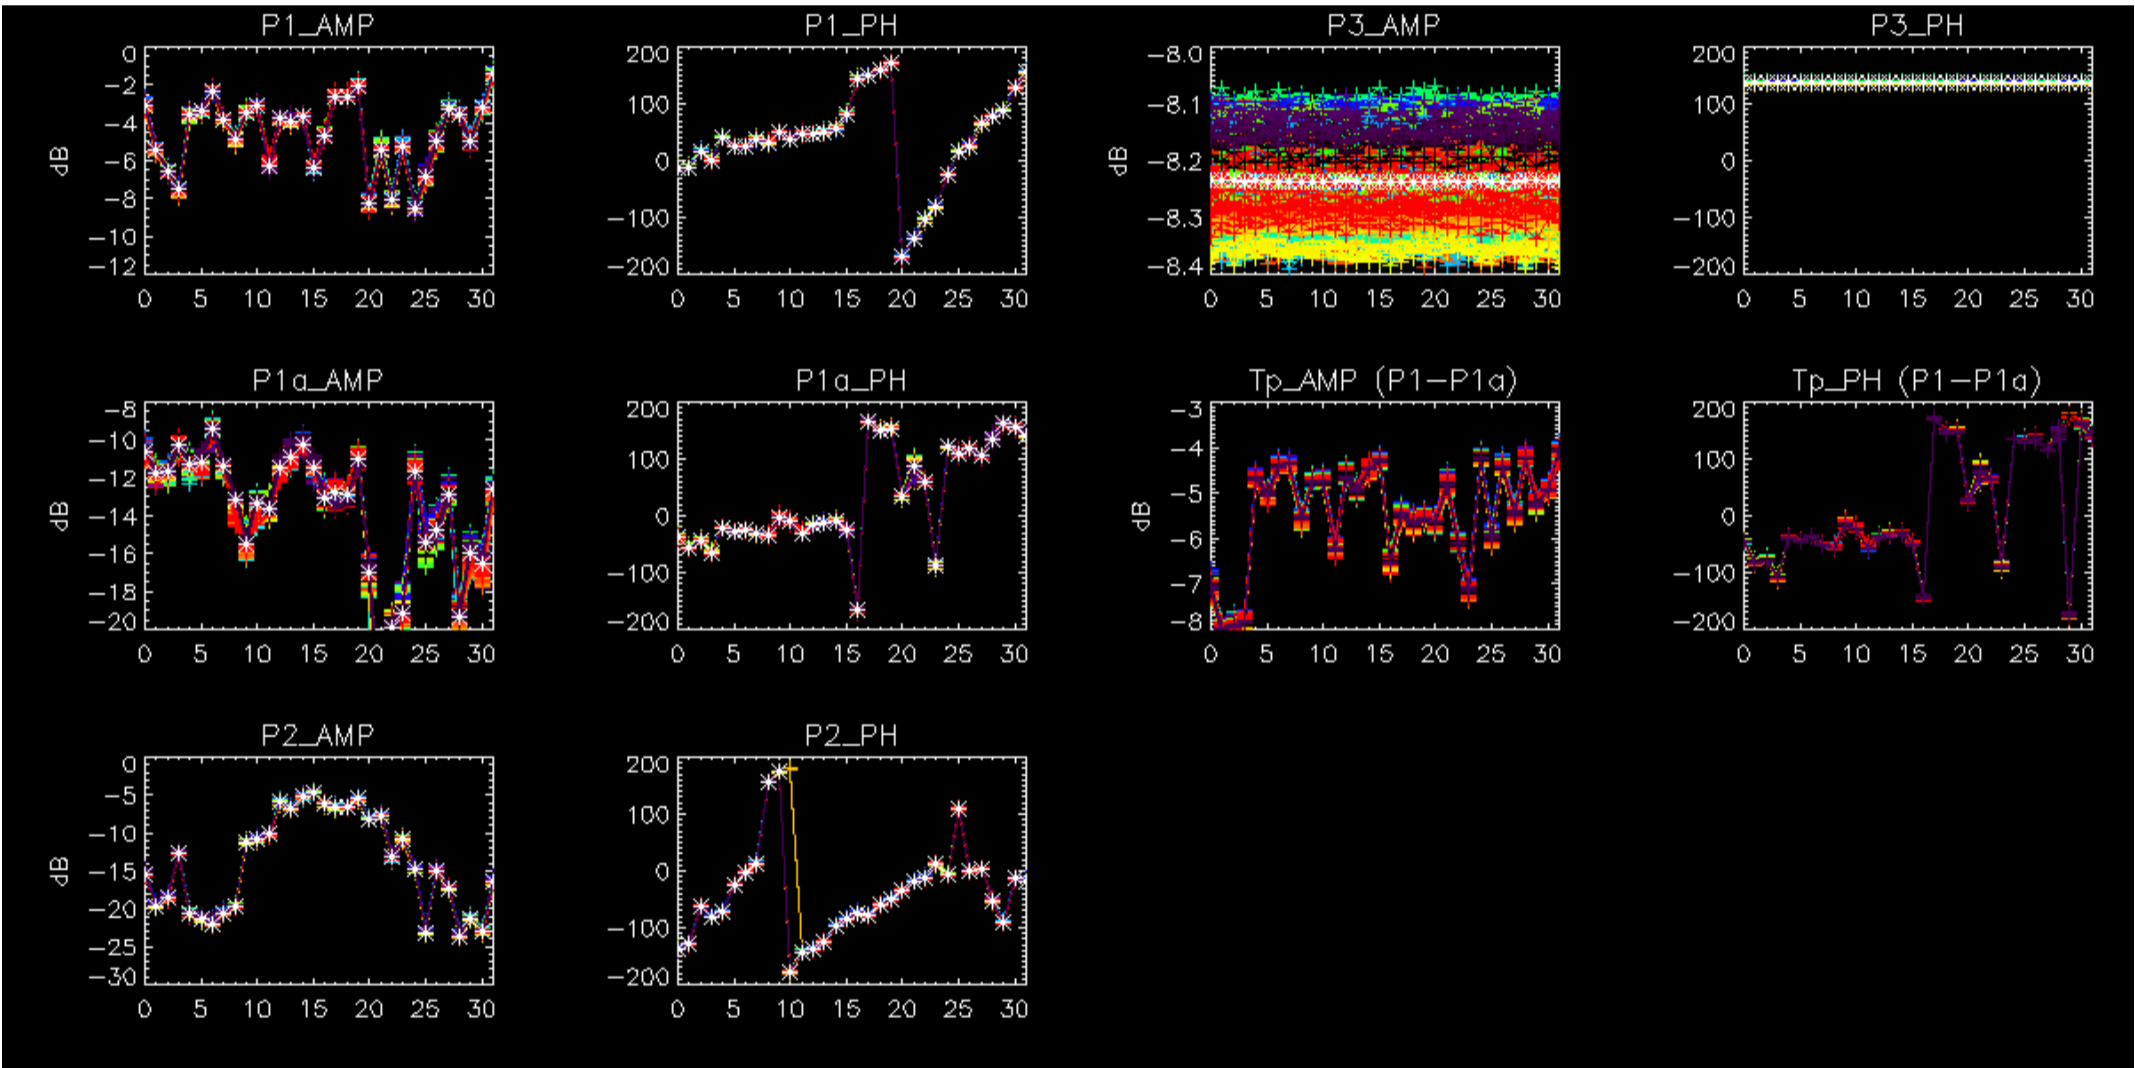 P1_AMP
0
−2
−4
−6
−8
−10
−12
dB
0 5 10 15 20 25 30
P1_PH
200
100
0
−100
−200
0 5 10 15 20 25 30
P3_AMP
−8.0
−8.1
−8.2
−8.3
−8.4
dB
0 5 10 15 20 25 30
P3_PH
200
100
0
−100
−200
0 5 10 15 20 25 30
P1a_AMP
−8
−10
−12
−14
−16
−18
−20
dB
0 5 10 15 20 25 30
P1a_PH
200
100
0
−100
−200
0 5 10 15 20 25 30
Tp_AMP (P1−P1a)
−3
−4
−5
−6
−7
−8
dB
0 5 10 15 20 25 30
Tp_PH (P1−P1a)
200
100
0
−100
−200
0 5 10 15 20 25 30
P2_AMP
0
−5
−10
−15
−20
−25
−30
dB
0 5 10 15 20 25 30
P2_PH
200
100
0
−100
−200
0 5 10 15 20 25 30